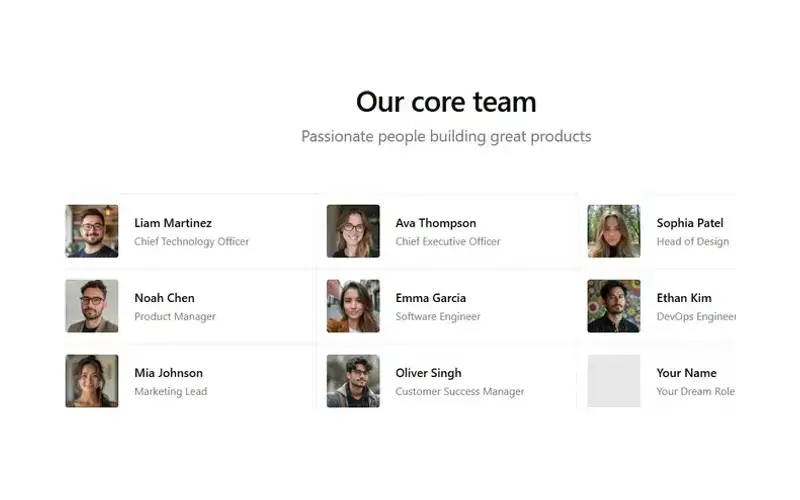 Our core team
Passionate people building great products
Liam Martinez
Chief Technology Officer
Ava Thompson
Chief Executive Officer
Sophia Patel
Head of Design
Noah Chen
Product Manager
Emma Garcia
Software Engineer
Ethan Kim
DevOps Engineer
Mia Johnson
Marketing Lead
Oliver Singh
Customer Success Manager
Your Name
Your Dream Role